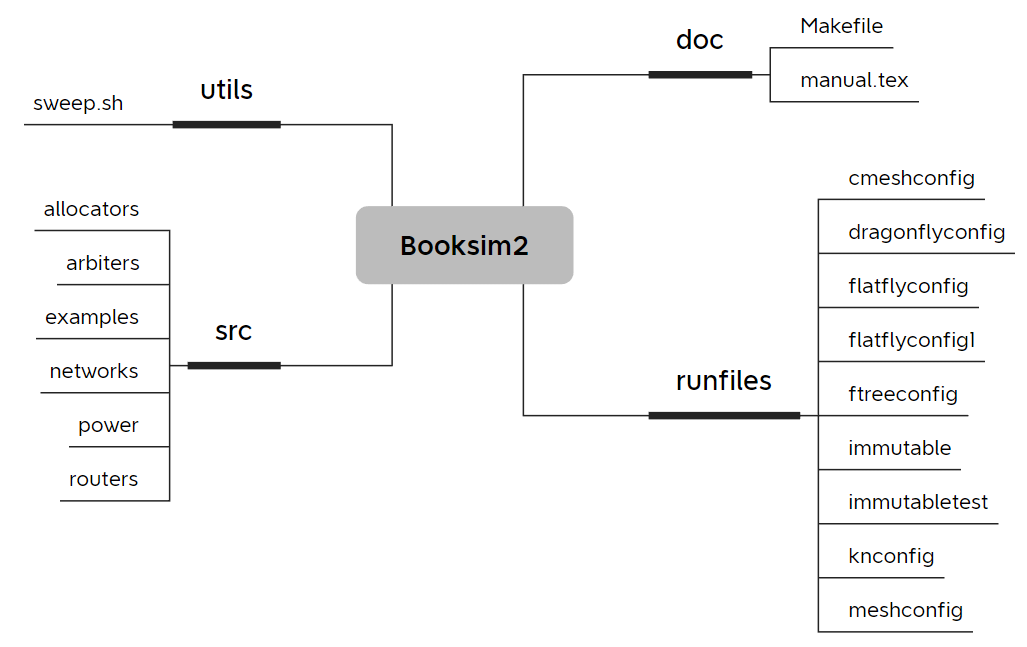 Booksim2
utils
sweep.sh
src
allocators
arbiters
examples
networks
power
routers
doc
Makefile
manual.tex
runfiles
cmeshconfig
dragonflyconfig
flatflyconfig
flatflyconfig1
ftreeconfig
immutable
immutabletest
knconfig
meshconfig